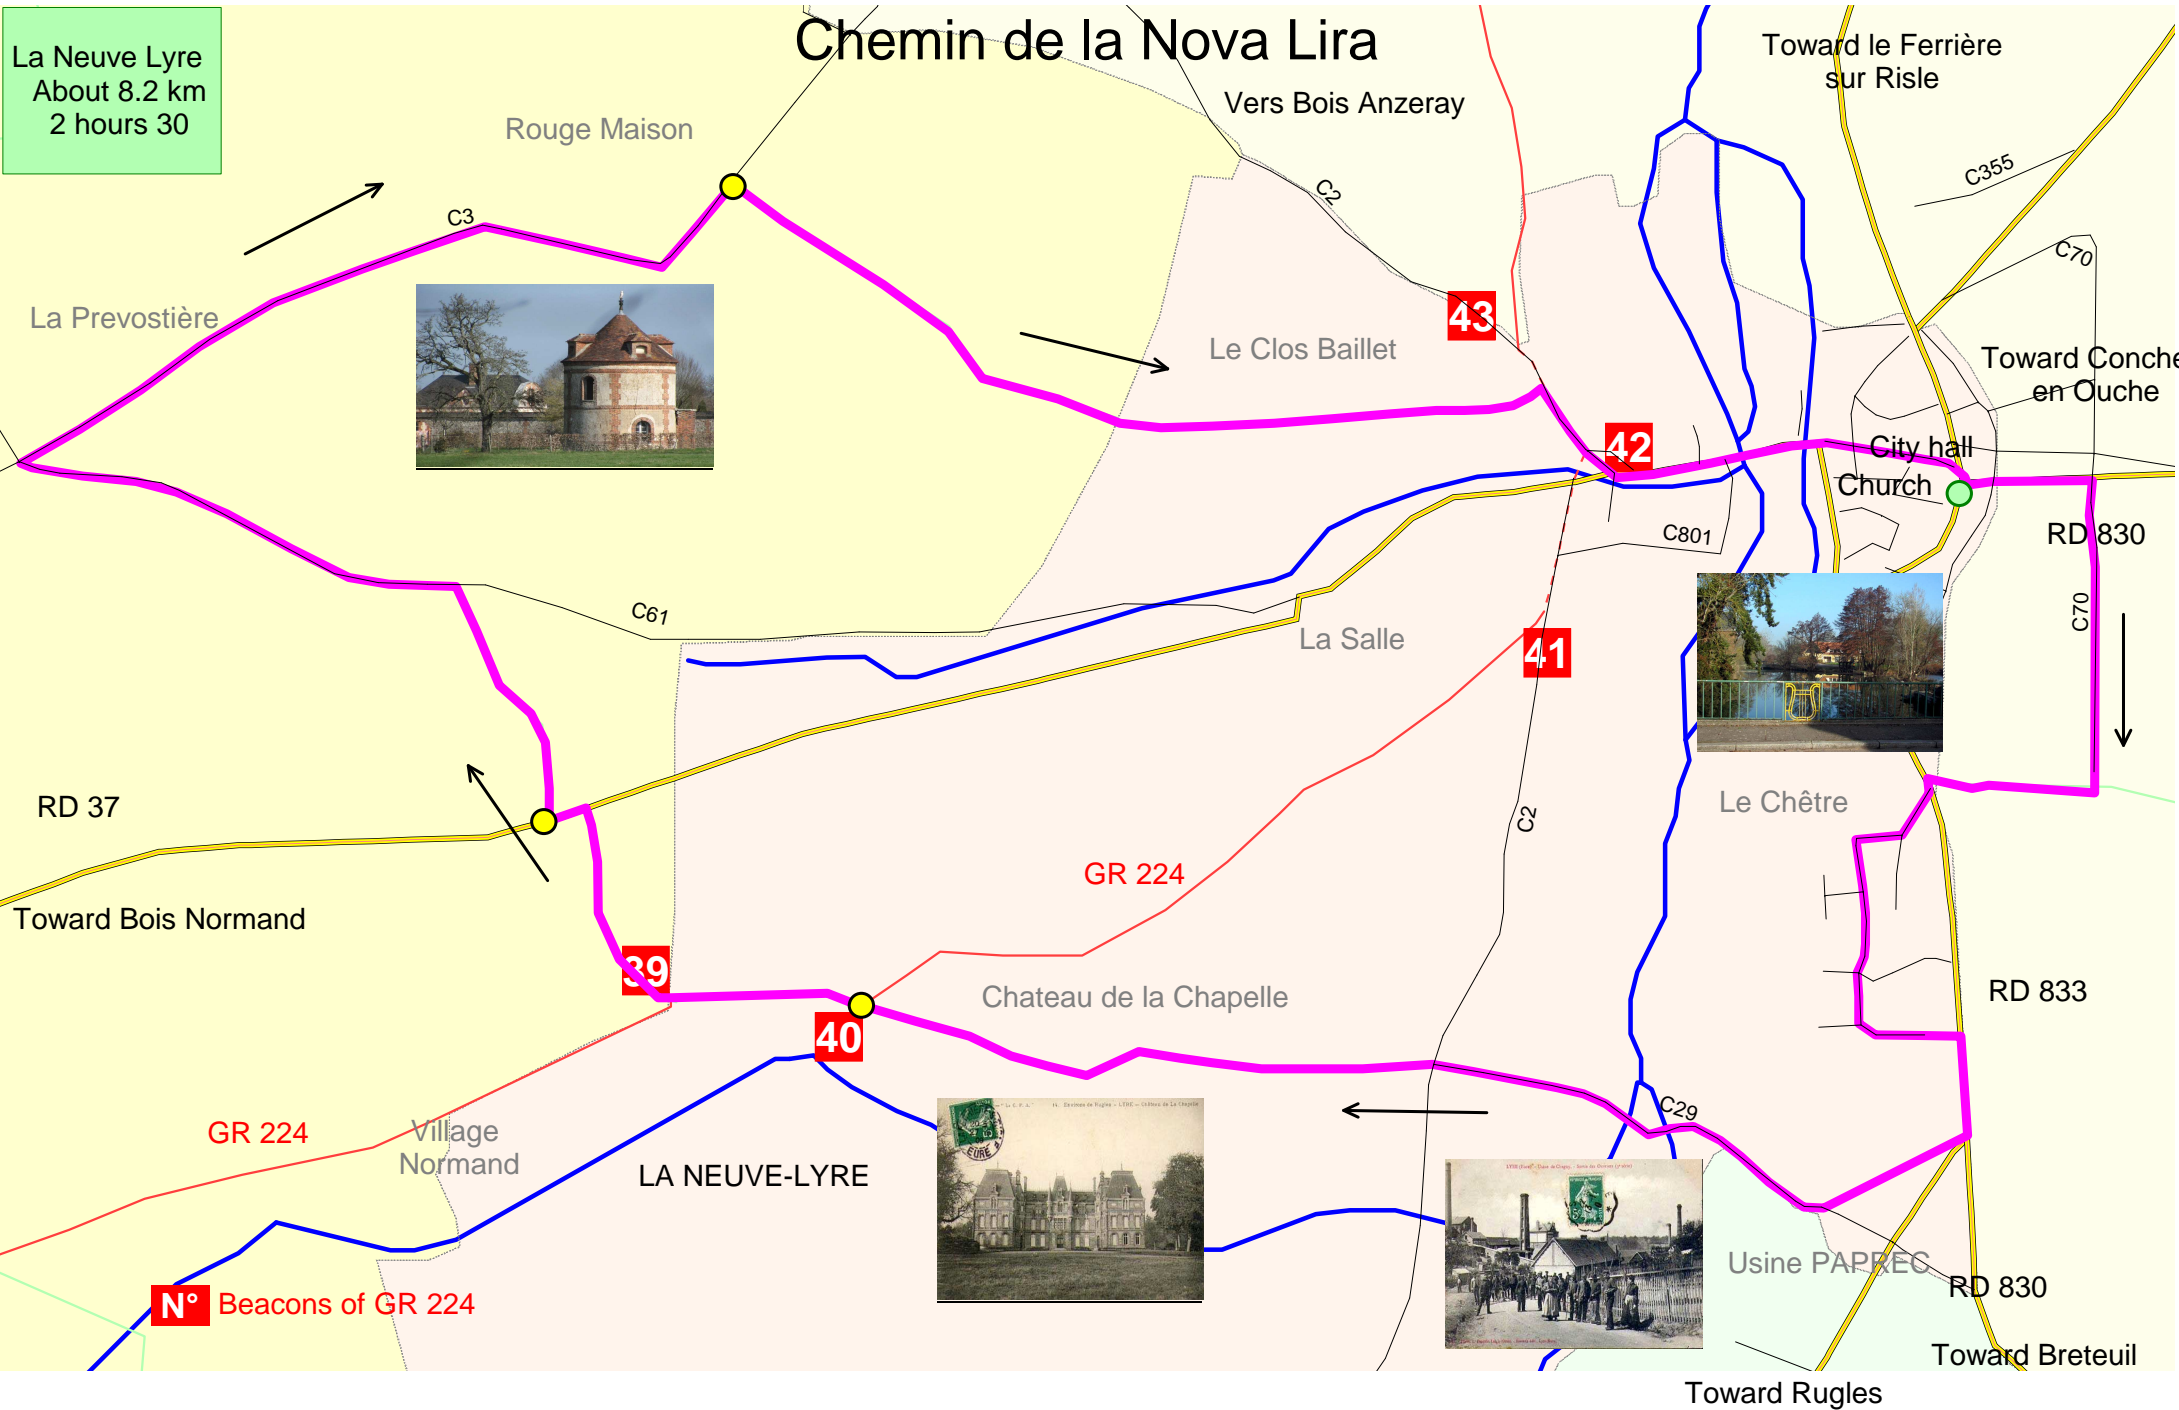 Chemin de la Nova Lira
La Neuve Lyre
About 8.2 km
2 hours 30
Toward le Ferrière
sur Risle
Vers Bois Anzeray
Rouge Maison
C355
C2
C3
C70
La Prevostière
43
Le Clos Baillet
Toward Conche
en Ouche
42
City hall
Church
RD 830
C801
C61
La Salle
41
C70
RD 37
Le Chêtre
C2
GR 224
Toward Bois Normand
39
Chateau de la Chapelle
RD 833
40
C29
GR 224
Village
Normand
LA NEUVE-LYRE
EURE
Usine PAPREC
RD 830
N° Beacons of GR 224
Toward Breteuil
Toward Rugles